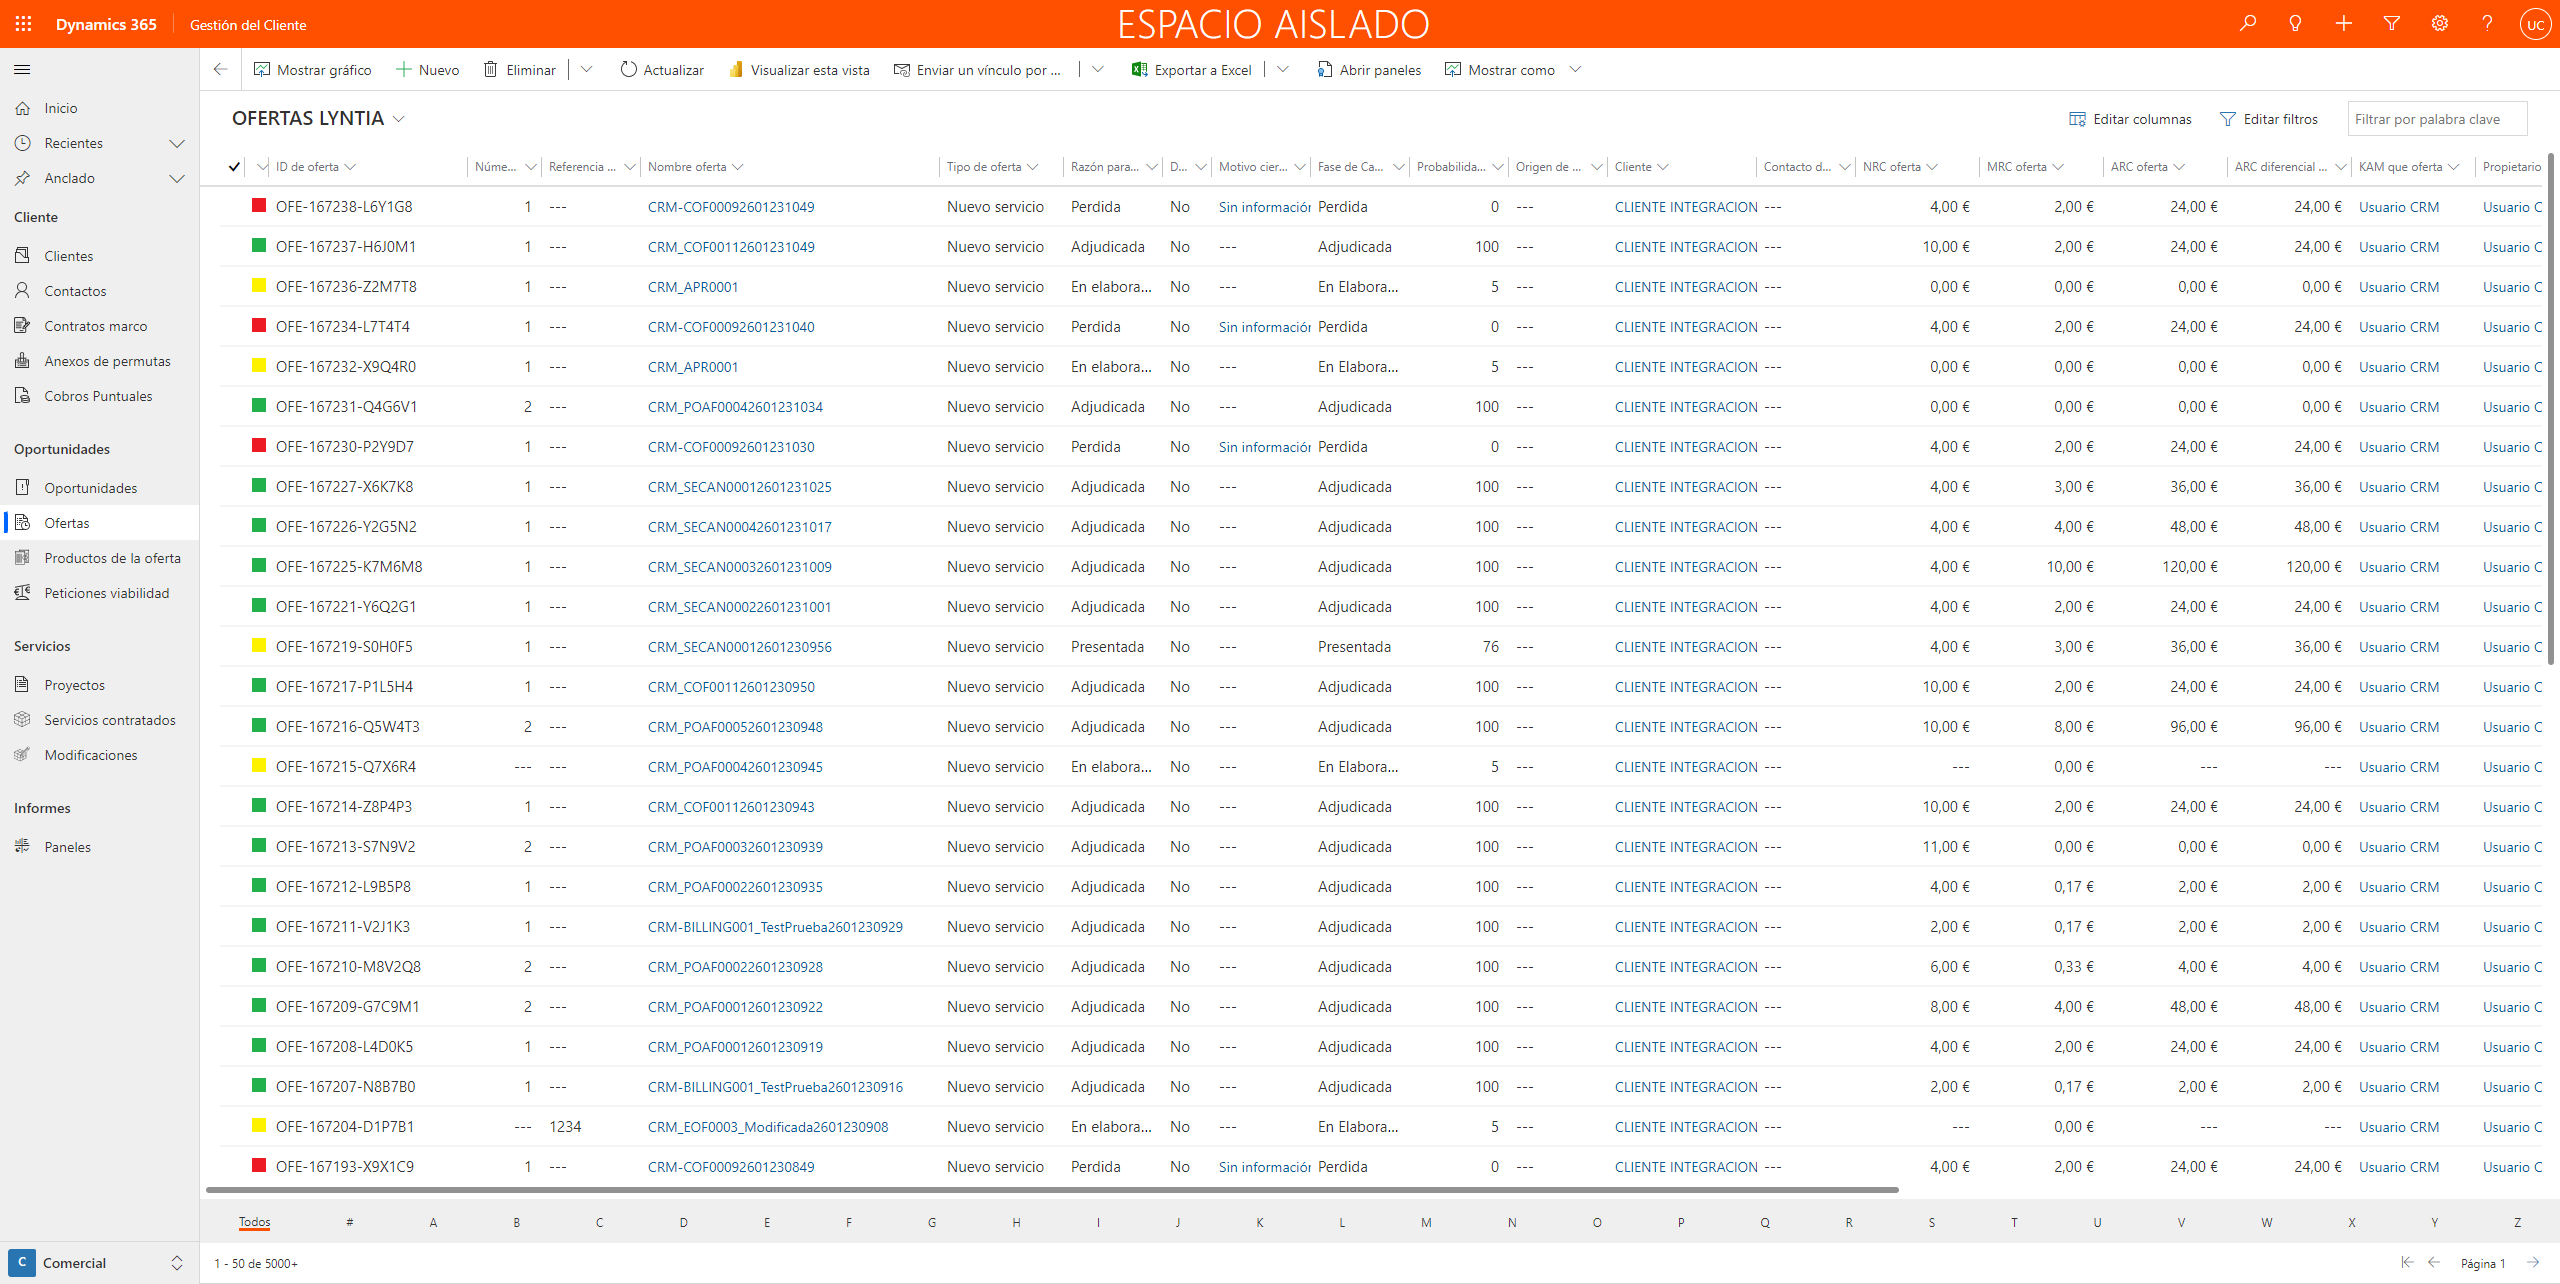 Dynamics 365 Gestión del Cliente ESPACIO AISLADO UC
Mostrar gráfico Nuevo Eliminar Actualizar Visualizar esta vista Enviar un vínculo por ... Exportar a Excel Abrir paneles Mostrar como
Inicio
Recientes
Anclado
Cliente
Clientes
Contactos
Contratos marco
Anexos de permutas
Cobros Puntuales
Oportunidades
Oportunidades
Ofertas
Productos de la oferta
Peticiones viabilidad
Servicios
Proyectos
Servicios contratados
Modificaciones
Informes
Paneles
C Comercial
OFERTAS LYNTIA Editar columnas Editar filtros Filtrar por palabra clave
ID de oferta Núme... Referencia ... Nombre oferta Tipo de oferta Razón para... D... Motivo cier... Fase de Ca... Probabilida... Origen de ... Cliente Contacto d... NRC oferta MRC oferta ARC oferta ARC diferencial ... KAM que oferta Propietario
OFE-167238-L6Y1G8 1 --- CRM-COF00092601231049 Nuevo servicio Perdida No Sin información Perdida 0 --- CLIENTE INTEGRACION --- 4,00 € 2,00 € 24,00 € 24,00 € Usuario CRM Usuario C
OFE-167237-H6J0M1 1 --- CRM_COF00112601231049 Nuevo servicio Adjudicada No --- Adjudicada 100 --- CLIENTE INTEGRACION --- 10,00 € 2,00 € 24,00 € 24,00 € Usuario CRM Usuario C
OFE-167236-Z2M7T8 1 --- CRM_APR0001 Nuevo servicio En elabora... No --- En Elabora... 5 --- CLIENTE INTEGRACION --- 0,00 € 0,00 € 0,00 € 0,00 € Usuario CRM Usuario C
OFE-167234-L7T4T4 1 --- CRM-COF00092601231040 Nuevo servicio Perdida No Sin información Perdida 0 --- CLIENTE INTEGRACION --- 4,00 € 2,00 € 24,00 € 24,00 € Usuario CRM Usuario C
OFE-167232-X9Q4R0 1 --- CRM_APR0001 Nuevo servicio En elabora... No --- En Elabora... 5 --- CLIENTE INTEGRACION --- 0,00 € 0,00 € 0,00 € 0,00 € Usuario CRM Usuario C
OFE-167231-Q4G6V1 2 --- CRM_POAF00042601231034 Nuevo servicio Adjudicada No --- Adjudicada 100 --- CLIENTE INTEGRACION --- 0,00 € 0,00 € 0,00 € 0,00 € Usuario CRM Usuario C
OFE-167230-P2Y9D7 1 --- CRM-COF00092601231030 Nuevo servicio Perdida No Sin información Perdida 0 --- CLIENTE INTEGRACION --- 4,00 € 2,00 € 24,00 € 24,00 € Usuario CRM Usuario C
OFE-167227-X6K7K8 1 --- CRM_SECAN00012601231025 Nuevo servicio Adjudicada No --- Adjudicada 100 --- CLIENTE INTEGRACION --- 4,00 € 3,00 € 36,00 € 36,00 € Usuario CRM Usuario C
OFE-167226-Y2G5N2 1 --- CRM_SECAN00042601231017 Nuevo servicio Adjudicada No --- Adjudicada 100 --- CLIENTE INTEGRACION --- 4,00 € 4,00 € 48,00 € 48,00 € Usuario CRM Usuario C
OFE-167225-K7M6M8 1 --- CRM_SECAN00032601231009 Nuevo servicio Adjudicada No --- Adjudicada 100 --- CLIENTE INTEGRACION --- 4,00 € 10,00 € 120,00 € 120,00 € Usuario CRM Usuario C
OFE-167221-Y6Q2G1 1 --- CRM_SECAN00022601231001 Nuevo servicio Adjudicada No --- Adjudicada 100 --- CLIENTE INTEGRACION --- 4,00 € 2,00 € 24,00 € 24,00 € Usuario CRM Usuario C
OFE-167219-S0H0F5 1 --- CRM_SECAN00012601230956 Nuevo servicio Presentada No --- Presentada 76 --- CLIENTE INTEGRACION --- 4,00 € 3,00 € 36,00 € 36,00 € Usuario CRM Usuario C
OFE-167217-P1L5H4 1 --- CRM_COF00112601230950 Nuevo servicio Adjudicada No --- Adjudicada 100 --- CLIENTE INTEGRACION --- 10,00 € 2,00 € 24,00 € 24,00 € Usuario CRM Usuario C
OFE-167216-Q5W4T3 2 --- CRM_POAF00052601230948 Nuevo servicio Adjudicada No --- Adjudicada 100 --- CLIENTE INTEGRACION --- 10,00 € 8,00 € 96,00 € 96,00 € Usuario CRM Usuario C
OFE-167215-Q7X6R4 --- --- CRM_POAF00042601230945 Nuevo servicio En elabora... No --- En Elabora... 5 --- CLIENTE INTEGRACION --- --- 0,00 € --- --- Usuario CRM Usuario C
OFE-167214-Z8P4P3 1 --- CRM_COF00112601230943 Nuevo servicio Adjudicada No --- Adjudicada 100 --- CLIENTE INTEGRACION --- 10,00 € 2,00 € 24,00 € 24,00 € Usuario CRM Usuario C
OFE-167213-S7N9V2 2 --- CRM_POAF00032601230939 Nuevo servicio Adjudicada No --- Adjudicada 100 --- CLIENTE INTEGRACION --- 11,00 € 0,00 € 0,00 € 0,00 € Usuario CRM Usuario C
OFE-167212-L9B5P8 1 --- CRM_POAF00022601230935 Nuevo servicio Adjudicada No --- Adjudicada 100 --- CLIENTE INTEGRACION --- 4,00 € 0,17 € 2,00 € 2,00 € Usuario CRM Usuario C
OFE-167211-V2J1K3 1 --- CRM-BILLING001_TestPrueba2601230929 Nuevo servicio Adjudicada No --- Adjudicada 100 --- CLIENTE INTEGRACION --- 2,00 € 0,17 € 2,00 € 2,00 € Usuario CRM Usuario C
OFE-167210-M8V2Q8 2 --- CRM_POAF00022601230928 Nuevo servicio Adjudicada No --- Adjudicada 100 --- CLIENTE INTEGRACION --- 6,00 € 0,33 € 4,00 € 4,00 € Usuario CRM Usuario C
OFE-167209-G7C9M1 2 --- CRM_POAF00012601230922 Nuevo servicio Adjudicada No --- Adjudicada 100 --- CLIENTE INTEGRACION --- 8,00 € 4,00 € 48,00 € 48,00 € Usuario CRM Usuario C
OFE-167208-L4D0K5 1 --- CRM_POAF00012601230919 Nuevo servicio Adjudicada No --- Adjudicada 100 --- CLIENTE INTEGRACION --- 4,00 € 2,00 € 24,00 € 24,00 € Usuario CRM Usuario C
OFE-167207-N8B7B0 1 --- CRM-BILLING001_TestPrueba2601230916 Nuevo servicio Adjudicada No --- Adjudicada 100 --- CLIENTE INTEGRACION --- 2,00 € 0,17 € 2,00 € 2,00 € Usuario CRM Usuario C
OFE-167204-D1P7B1 --- 1234 CRM_EOF0003_Modificada2601230908 Nuevo servicio En elabora... No --- En Elabora... 5 --- CLIENTE INTEGRACION --- --- 0,00 € --- --- Usuario CRM Usuario C
OFE-167193-X9X1C9 1 --- CRM-COF00092601230849 Nuevo servicio Perdida No Sin información Perdida 0 --- CLIENTE INTEGRACION --- 4,00 € 2,00 € 24,00 € 24,00 € Usuario CRM Usuario C
Todos # A B C D E F G H I J K L M N O P Q R S T U V W X Y Z
1 - 50 de 5000+ Página 1